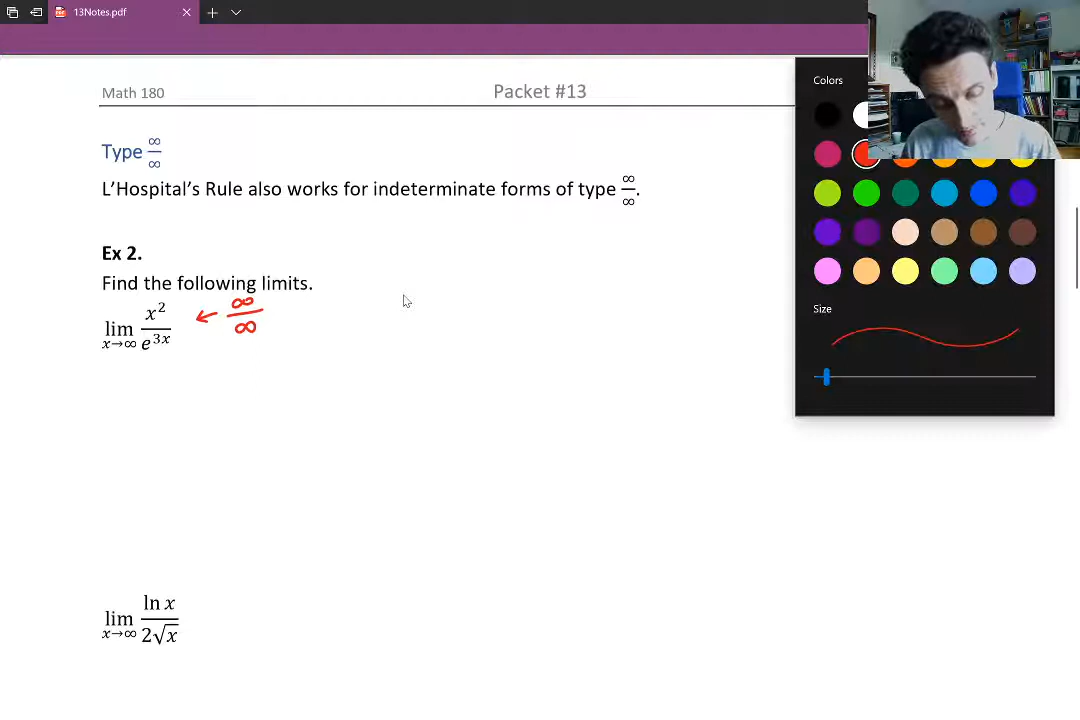 13Notes.pdf
Math 180 Packet #13
Type ∞/∞
L'Hospital's Rule also works for indeterminate forms of type ∞/∞.
Ex 2.
Find the following limits.
lim x→∞ x²/e³ˣ ← ∞/∞
lim x→∞ ln x/2√x
Colors
Size